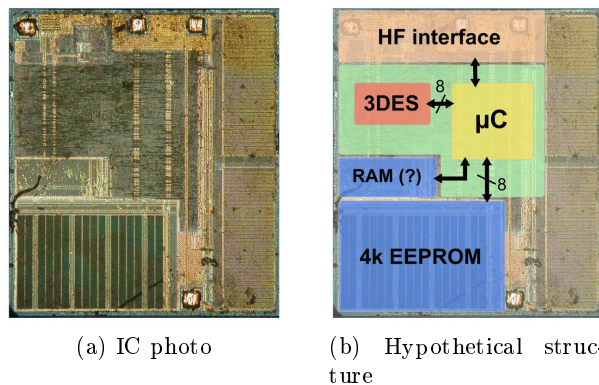 HF interface
8
3DES
µC
RAM (?)
8
4k EEPROM
(a) IC photo
(b) Hypothetical struc-
ture